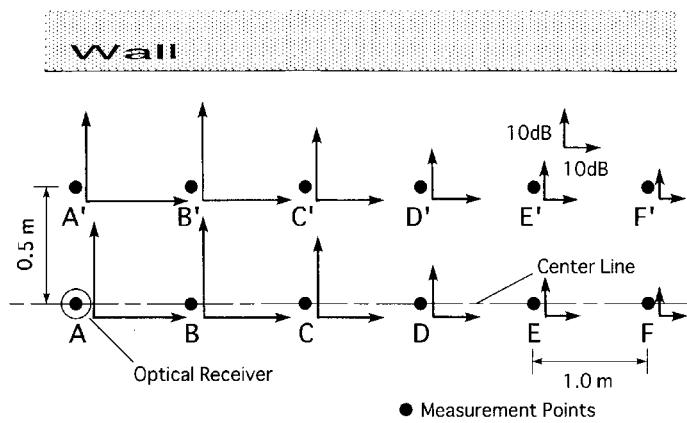 Wall
10dB
10dB
A' B' C' D' E' F'
0.5 m
Center Line
A B C D E F
Optical Receiver
1.0 m
Measurement Points